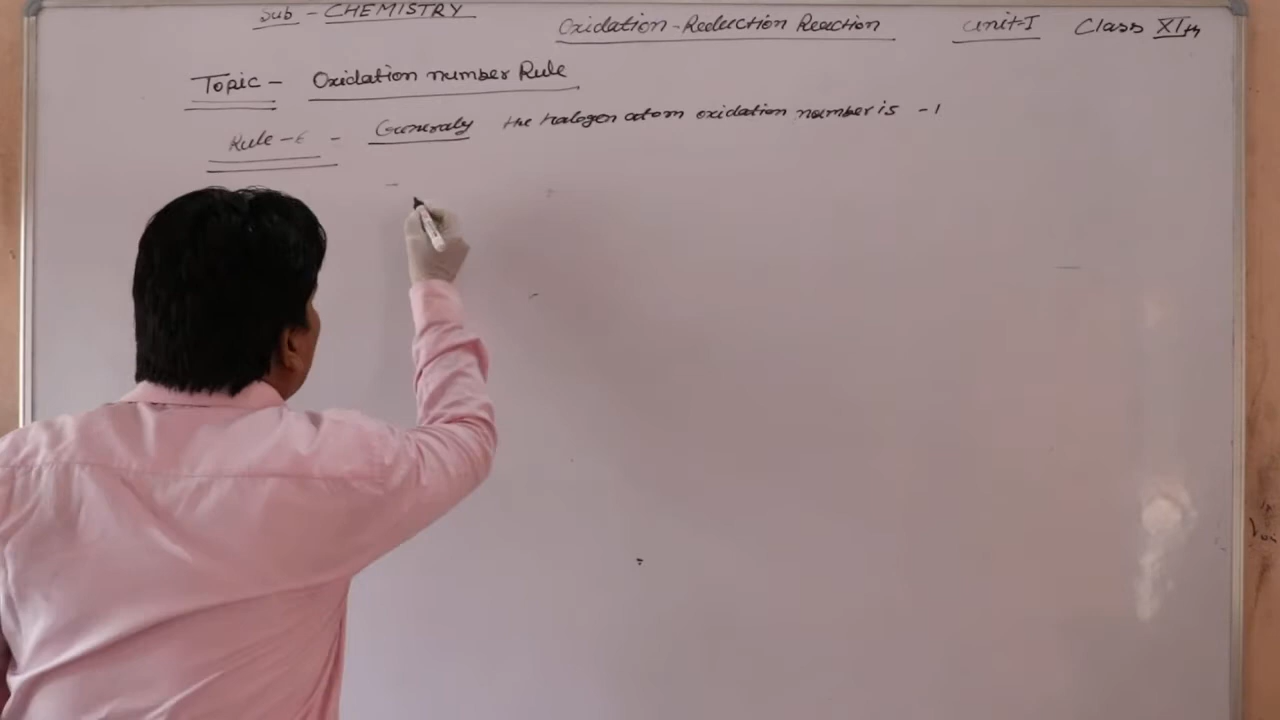 Sub - CHEMISTRY
Oxidation-Reduction Reaction Unit-I Class XIth
Topic - Oxidation number Rule
Rule-6 - Generaly the halogen atom oxidation number is -1